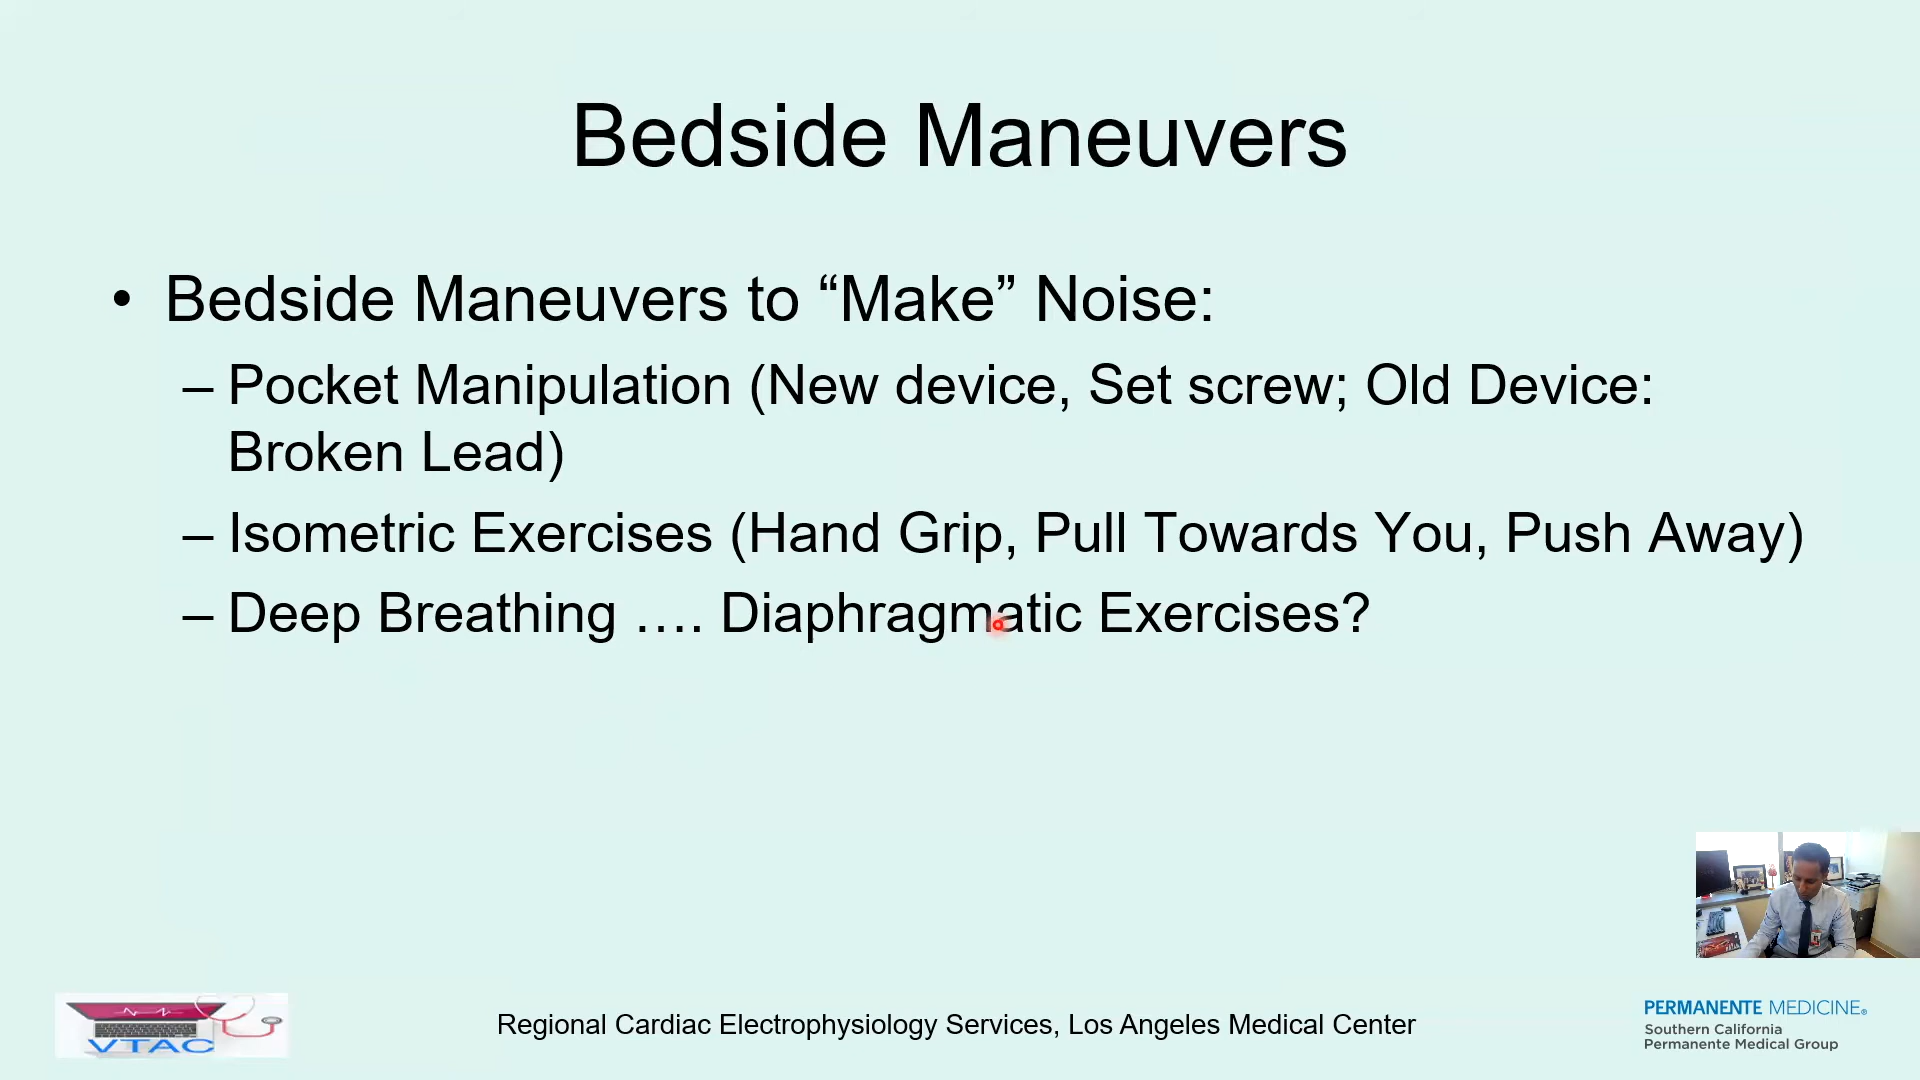 Bedside Maneuvers
• Bedside Maneuvers to “Make” Noise:
– Pocket Manipulation (New device, Set screw; Old Device:
Broken Lead)
– Isometric Exercises (Hand Grip, Pull Towards You, Push Away)
– Deep Breathing …. Diaphragmatic Exercises?
VTAC
Regional Cardiac Electrophysiology Services, Los Angeles Medical Center
PERMANENTE MEDICINE®
Southern California
Permanente Medical Group